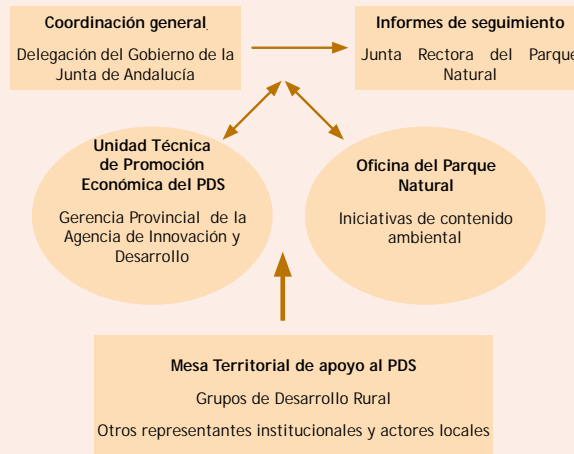 Coordinación general.
Delegación del Gobierno de la
Junta de Andalucía
Informes de seguimiento
Junta Rectora del Parque
Natural
Unidad Técnica
de Promoción
Económica del PDS
Gerencia Provincial de la
Agencia de Innovación y
Desarrollo
Oficina del Parque
Natural
Iniciativas de contenido
ambiental
Mesa Territorial de apoyo al PDS
Grupos de Desarrollo Rural
Otros representantes institucionales y actores locales